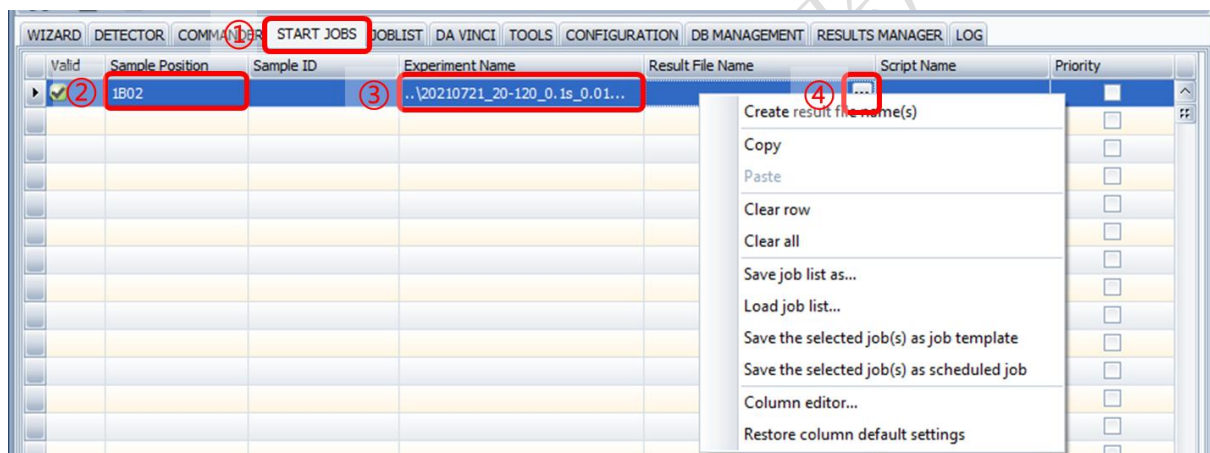 WIZARD DETECTOR COMMANDER START JOBS JOBLIST DA VINCI TOOLS CONFIGURATION DB MANAGEMENT RESULTS MANAGER LOG
①
Valid Sample Position Sample ID Experiment Name Result File Name Script Name Priority
② 1B02 ③ ..\20210721_20-120_0.1s_0.01... ④ ...
Create result file name(s)
Copy
Paste
Clear row
Clear all
Save job list as...
Load job list...
Save the selected job(s) as job template
Save the selected job(s) as scheduled job
Column editor...
Restore column default settings